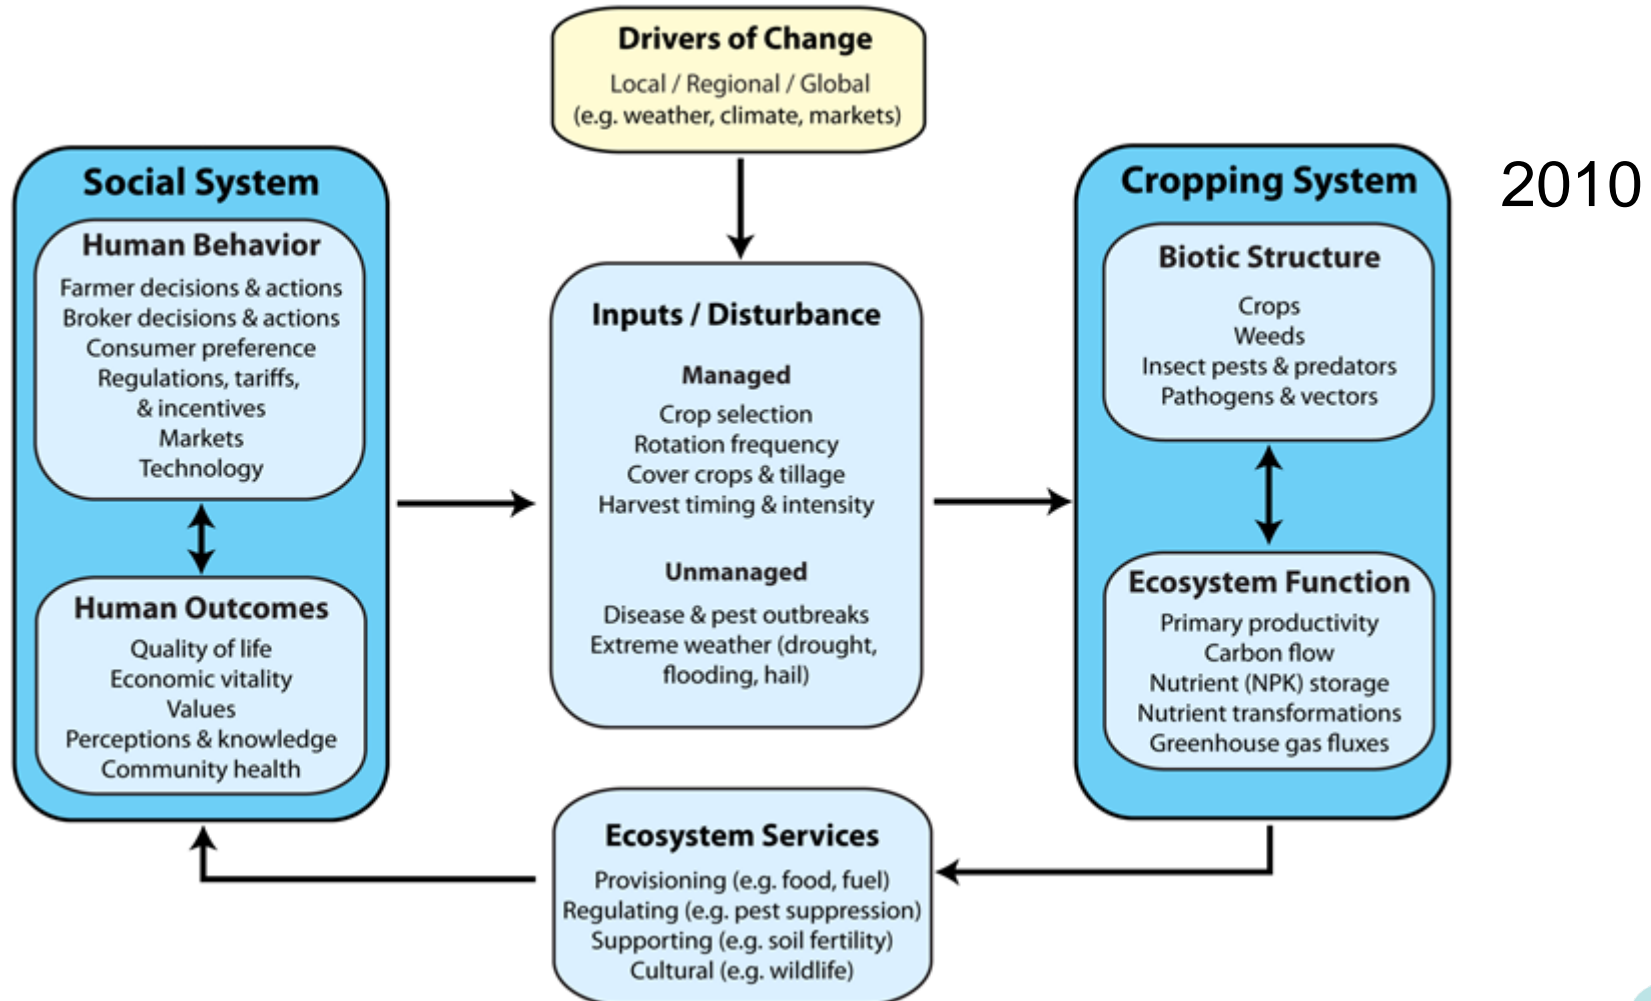 Drivers of Change
Local / Regional / Global
(e.g. weather, climate, markets)
Social System
Human Behavior
Farmer decisions & actions
Broker decisions & actions
Consumer preference
Regulations, tariffs,
& incentives
Markets
Technology
Human Outcomes
Quality of life
Economic vitality
Values
Perceptions & knowledge
Community health
Inputs / Disturbance
Managed
Crop selection
Rotation frequency
Cover crops & tillage
Harvest timing & intensity
Unmanaged
Disease & pest outbreaks
Extreme weather (drought,
flooding, hail)
Cropping System
Biotic Structure
Crops
Weeds
Insect pests & predators
Pathogens & vectors
Ecosystem Function
Primary productivity
Carbon flow
Nutrient (NPK) storage
Nutrient transformations
Greenhouse gas fluxes
2010
Ecosystem Services
Provisioning (e.g. food, fuel)
Regulating (e.g. pest suppression)
Supporting (e.g. soil fertility)
Cultural (e.g. wildlife)